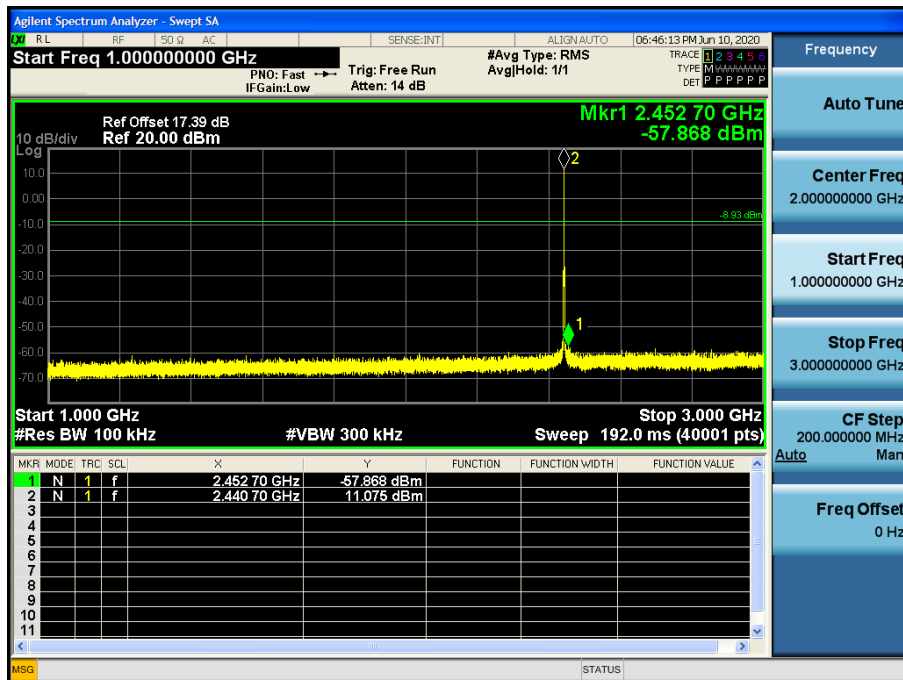 Agilent Spectrum Analyzer - Swept SA
LXI RL RF 50 Ω AC SENSE:INT ALIGN AUTO 06:46:13 PM Jun 10, 2020
Start Freq 1.000000000 GHz
PNO: Fast
IFGain:Low
Trig: Free Run
Atten: 14 dB
#Avg Type: RMS
Avg|Hold: 1/1
TRACE 1 2 3 4 5 6
TYPE M W W W W W
DET P P P P P P
Mkr1 2.452 70 GHz
-57.868 dBm
Ref Offset 17.39 dB
10 dB/div Ref 20.00 dBm
Log
10.0
0.00
-10.0
-20.0
-30.0
-40.0
-50.0
-60.0
-70.0
2
-8.93 dBm
1
Start 1.000 GHz Stop 3.000 GHz
#Res BW 100 kHz #VBW 300 kHz Sweep 192.0 ms (40001 pts)
MKR MODE TRC SCL X Y FUNCTION FUNCTION WIDTH FUNCTION VALUE
1 N 1 f 2.452 70 GHz -57.868 dBm
2 N 1 f 2.440 70 GHz 11.075 dBm
3
4
5
6
7
8
9
10
11
MSG STATUS
Frequency
Auto Tune
Center Freq
2.000000000 GHz
Start Freq
1.000000000 GHz
Stop Freq
3.000000000 GHz
CF Step
200.000000 MHz
Auto Man
Freq Offset
0 Hz